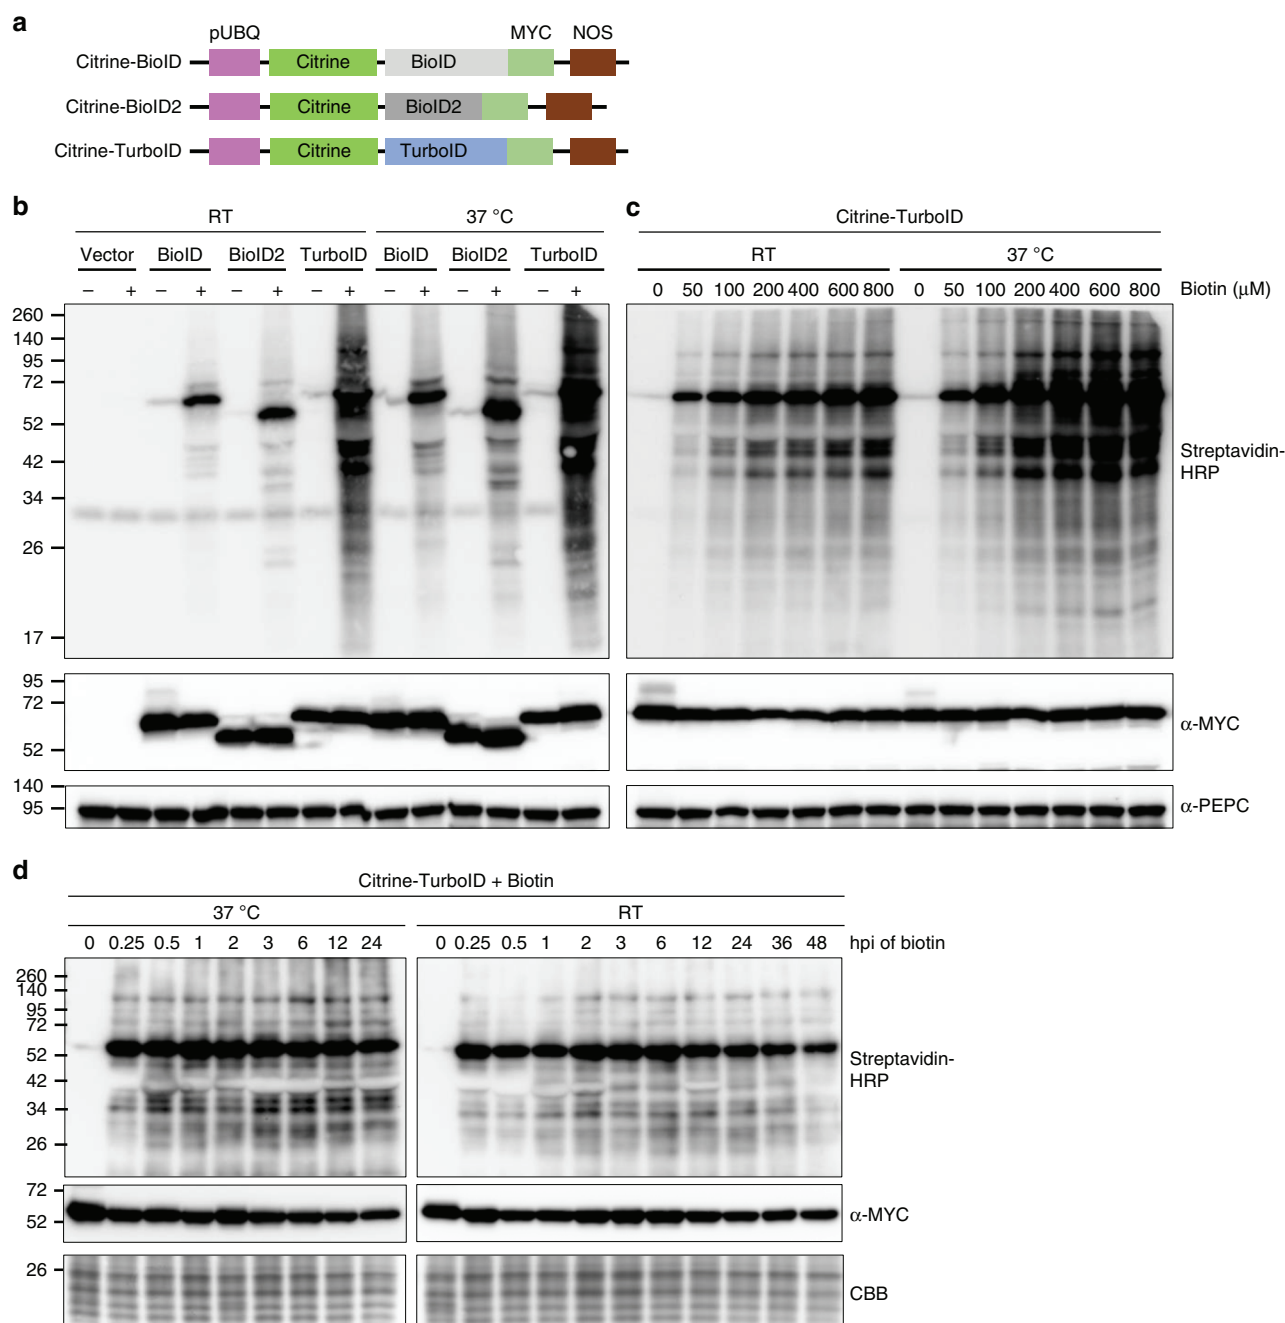 a
pUBQ MYC NOS
Citrine-BioID Citrine BioID
Citrine-BioID2 Citrine BioID2
Citrine-TurboID Citrine TurboID
b
RT 37 °C
Vector BioID BioID2 TurboID BioID BioID2 TurboID
– + – + – + – + – + – + – +
260
140
95
72
52
42
34
26
17
95
72
52
140
95
c
Citrine-TurboID
RT 37 °C
0 50 100 200 400 600 800 0 50 100 200 400 600 800 Biotin (μM)
Streptavidin-
HRP
α-MYC
α-PEPC
d
Citrine-TurboID + Biotin
37 °C RT
0 0.25 0.5 1 2 3 6 12 24 0 0.25 0.5 1 2 3 6 12 24 36 48 hpi of biotin
260
140
95
72
52
42
34
26
Streptavidin-
HRP
72
52
α-MYC
26
CBB